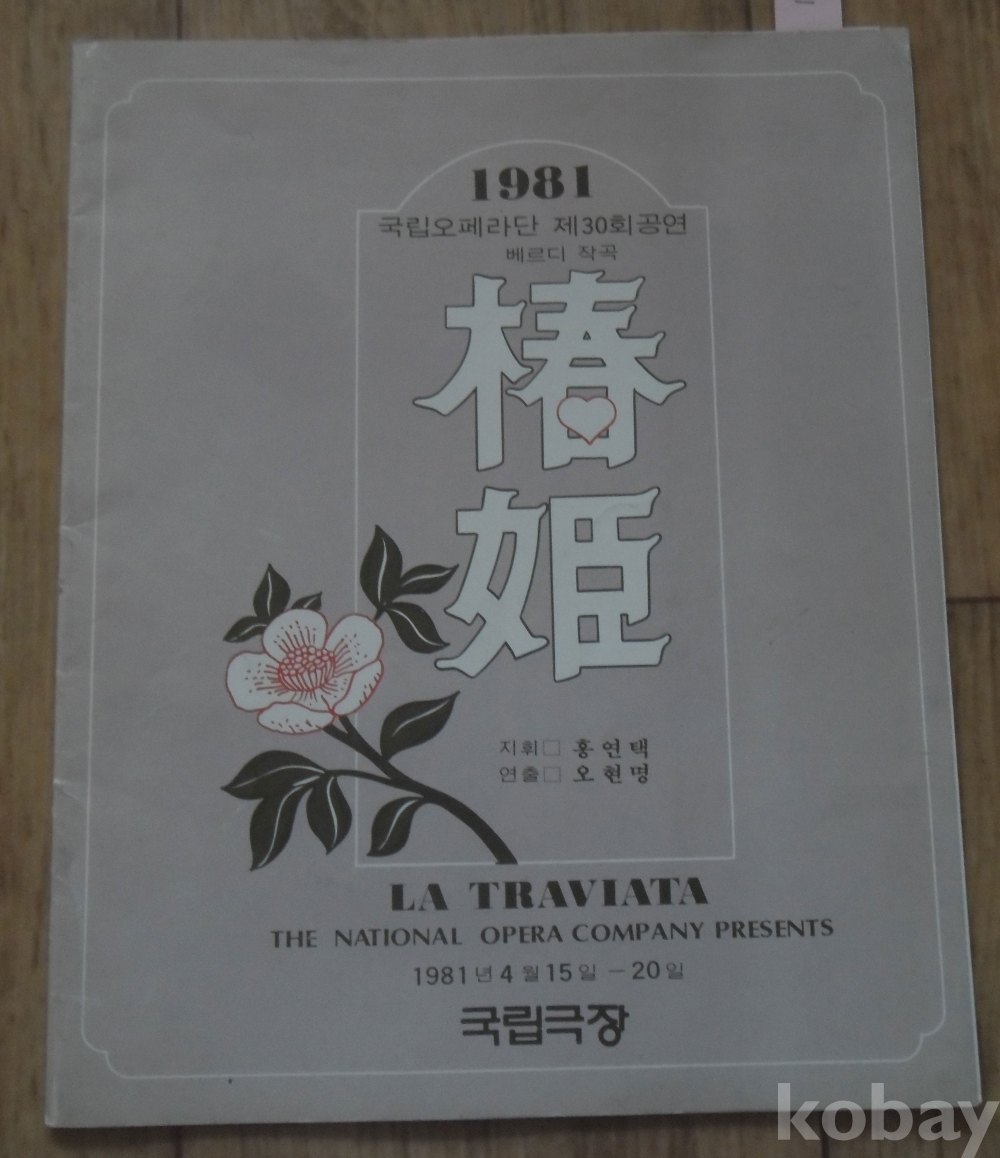 1981
국립오페라단 제30회공연
베르디 작곡
椿
姫
지휘□ 홍연택
연출□ 오현명
LA TRAVIATA
THE NATIONAL OPERA COMPANY PRESENTS
1981년 4월 15일 - 20일
국립극장
kobay